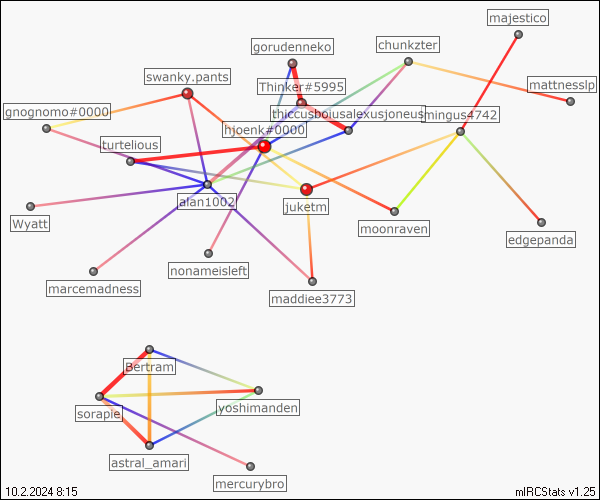 majestico
gorudenneko
chunkzter
swanky.pants
Thinker#5995
mattnesslp
gnognomo#0000
thiccusbolusalexusjoneus
mingus4742
hjoenk#0000
turtelious
alan1002
juketm
Wyatt
moonraven
edgepanda
nonameisleft
marcemadness
maddiee3773
Bertram
sorapie
yoshimanden
astral_amari
mercurybro
10.2.2024 8:15
mIRCStats v1.25